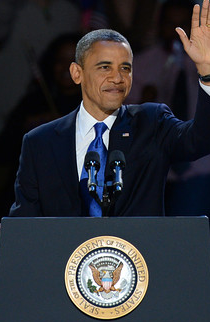 SEAL OF THE PRESIDENT OF THE UNITED STATES